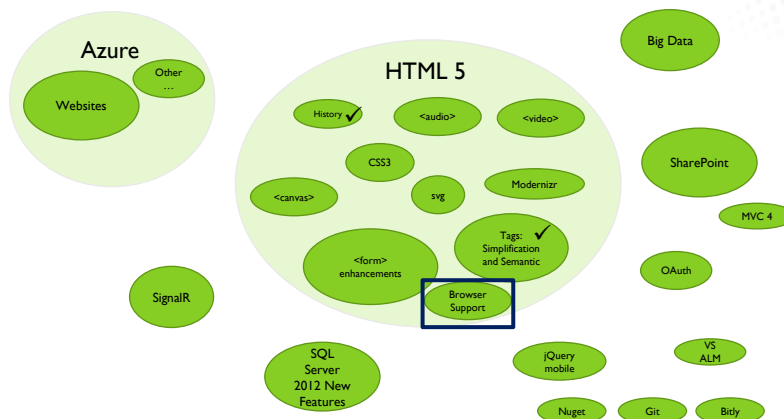 Azure
Other
…
Websites
HTML 5
History
<audio>
<video>
CSS3
<canvas>
svg
Modernizr
Tags:
Simplification
and Semantic
<form>
enhancements
Browser
Support
Big Data
SharePoint
MVC 4
OAuth
SignalR
SQL
Server
2012 New
Features
jQuery
mobile
VS
ALM
Nuget
Git
Bitly